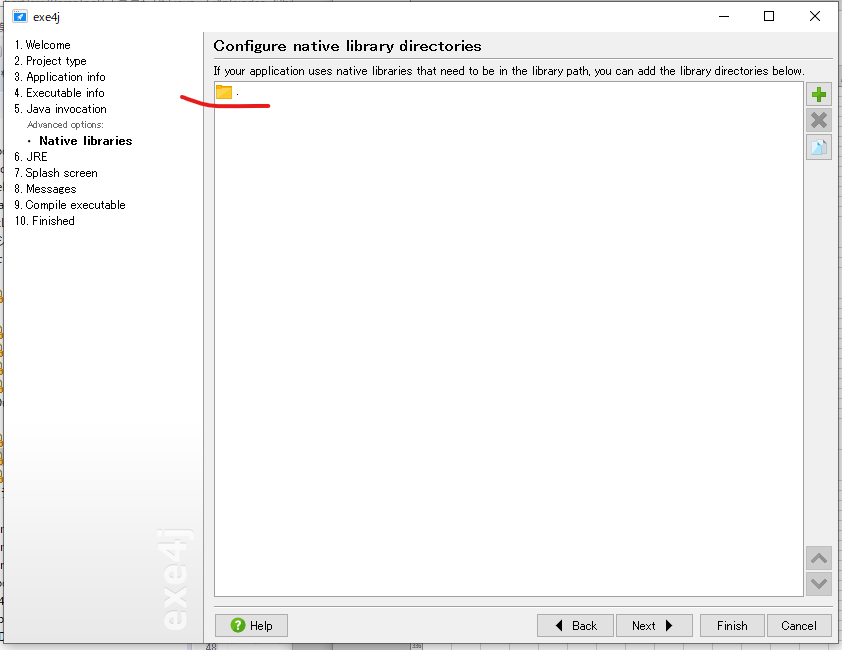 exe4j
1. Welcome
2. Project type
3. Application info
4. Executable info
5. Java invocation
Advanced options:
· Native libraries
6. JRE
7. Splash screen
8. Messages
9. Compile executable
10. Finished
exe4j
Configure native library directories
If your application uses native libraries that need to be in the library path, you can add the library directories below.
.
Help
Back
Next
Finish
Cancel
48
336